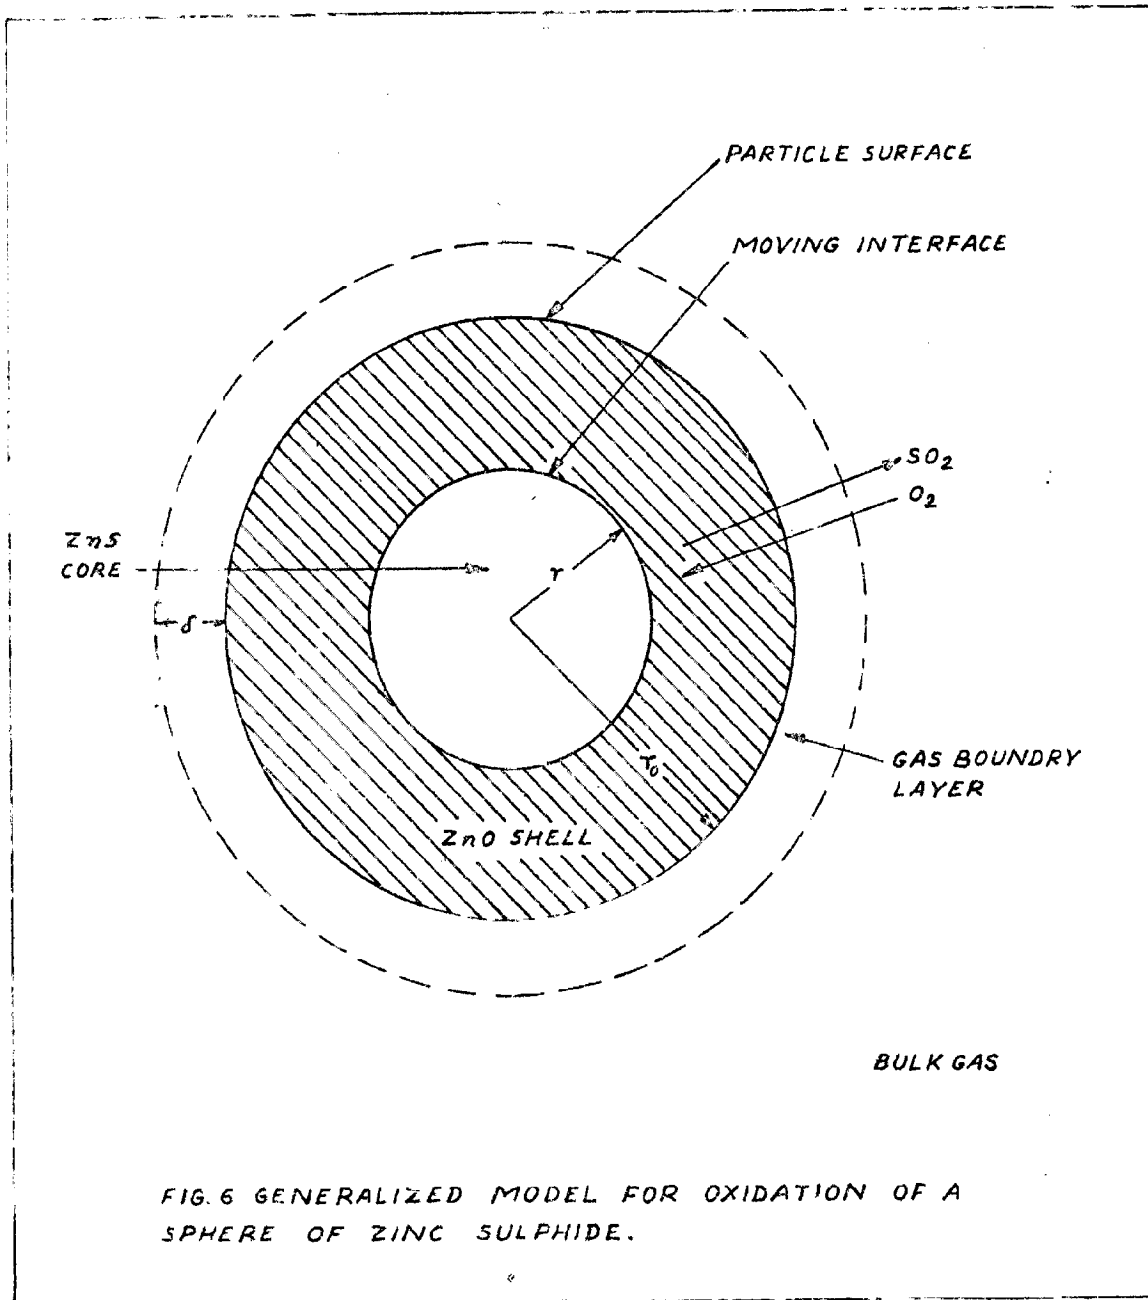 PARTICLE SURFACE
MOVING INTERFACE
SO2
O2
ZnS
CORE
r
δ
r0
GAS BOUNDRY
LAYER
ZnO SHELL
BULK GAS
FIG. 6 GENERALIZED MODEL FOR OXIDATION OF A
SPHERE OF ZINC SULPHIDE.